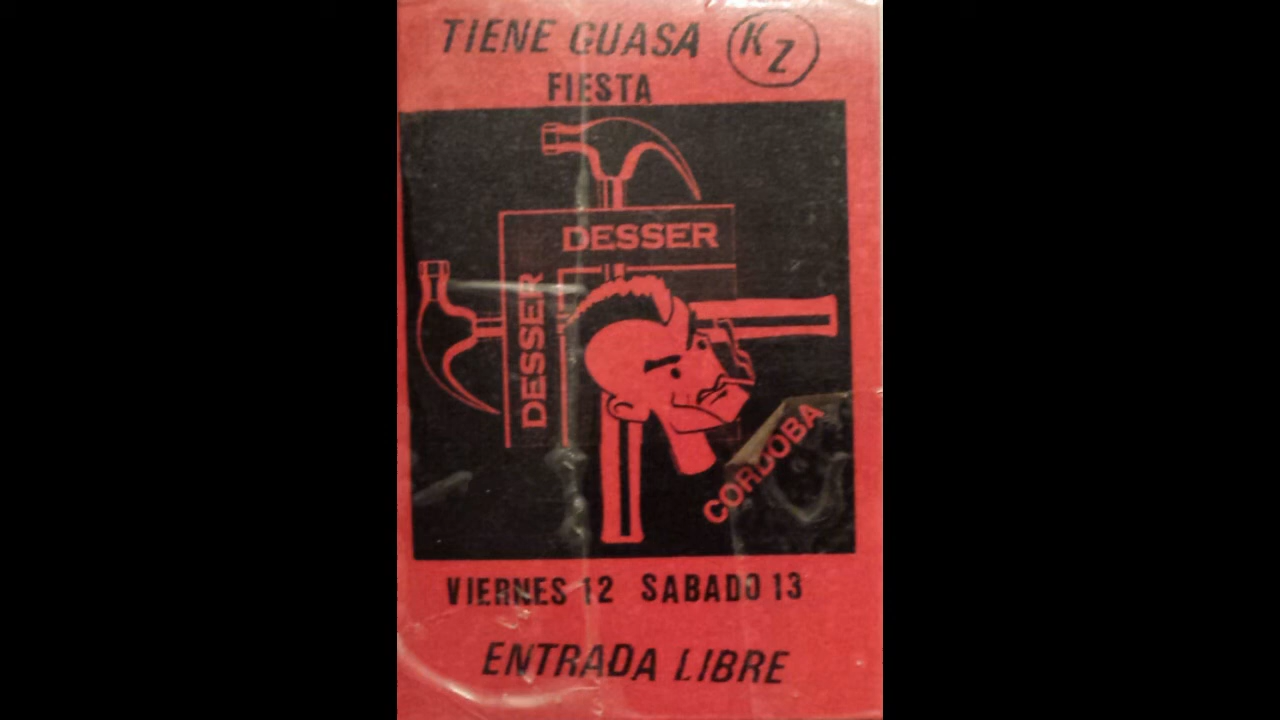 TIENE GUASA
KZ
FIESTA
DESSER
DESSER
CORDOBA
VIERNES 12 SABADO 13
ENTRADA LIBRE